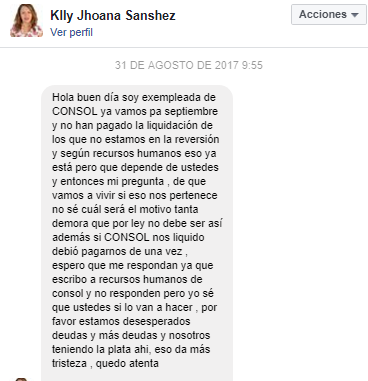 Klly Jhoana Sanshez
Acciones
Ver perfil
31 DE AGOSTO DE 2017 9:55
Hola buen día soy exempleada de
CONSOL ya vamos pa septiembre
y no han pagado la liquidación de
los que no estamos en la reversión
y según recursos humanos eso ya
está pero que depende de ustedes
y entonces mi pregunta , de que
vamos a vivir si eso nos pertenece
no sé cuál será el motivo tanta
demora que por ley no debe ser así
además si CONSOL nos liquido
debió pagarnos de una vez ,
espero que me respondan ya que
escribo a recursos humanos de
consol y no responden pero yo sé
que ustedes si lo van a hacer , por
favor estamos desesperados
deudas y más deudas y nosotros
teniendo la plata ahi, eso da más
tristeza , quedo atenta